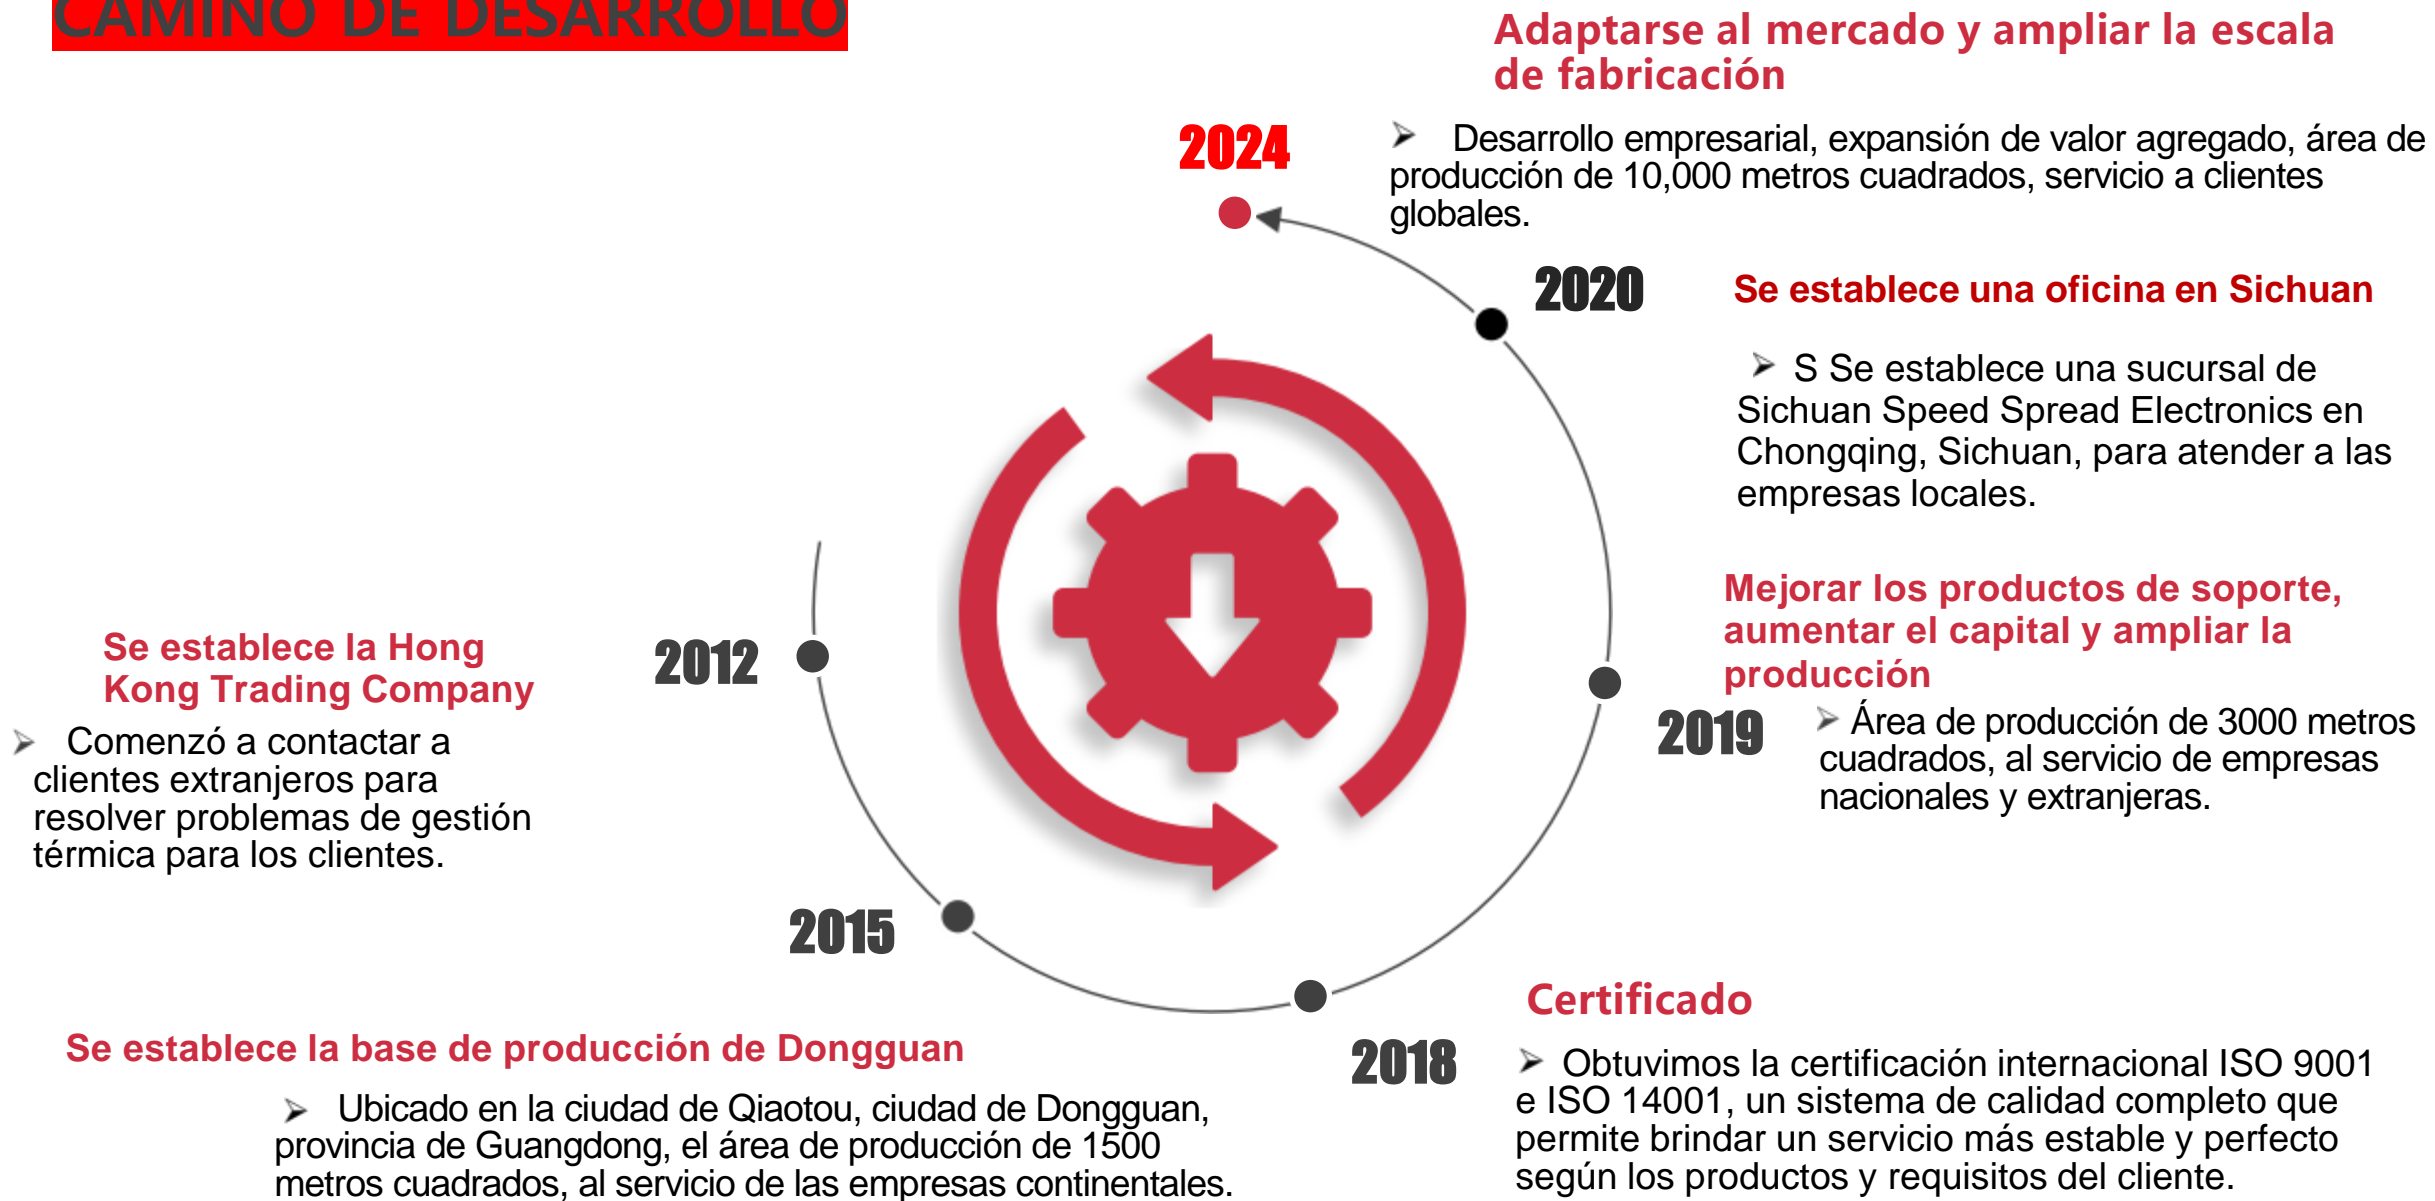 CAMINO DE DESARROLLO
Adaptarse al mercado y ampliar la escala
de fabricación
2024
➢ Desarrollo empresarial, expansión de valor agregado, área de
producción de 10,000 metros cuadrados, servicio a clientes
globales.
2020
Se establece una oficina en Sichuan
➢ S Se establece una sucursal de
Sichuan Speed Spread Electronics en
Chongqing, Sichuan, para atender a las
empresas locales.
Mejorar los productos de soporte,
aumentar el capital y ampliar la
producción
2019
➢ Área de producción de 3000 metros
cuadrados, al servicio de empresas
nacionales y extranjeras.
Se establece la Hong
Kong Trading Company
2012
➢ Comenzó a contactar a
clientes extranjeros para
resolver problemas de gestión
térmica para los clientes.
2015
Se establece la base de producción de Dongguan
➢ Ubicado en la ciudad de Qiaotou, ciudad de Dongguan,
provincia de Guangdong, el área de producción de 1500
metros cuadrados, al servicio de las empresas continentales.
2018
Certificado
➢ Obtuvimos la certificación internacional ISO 9001
e ISO 14001, un sistema de calidad completo que
permite brindar un servicio más estable y perfecto
según los productos y requisitos del cliente.